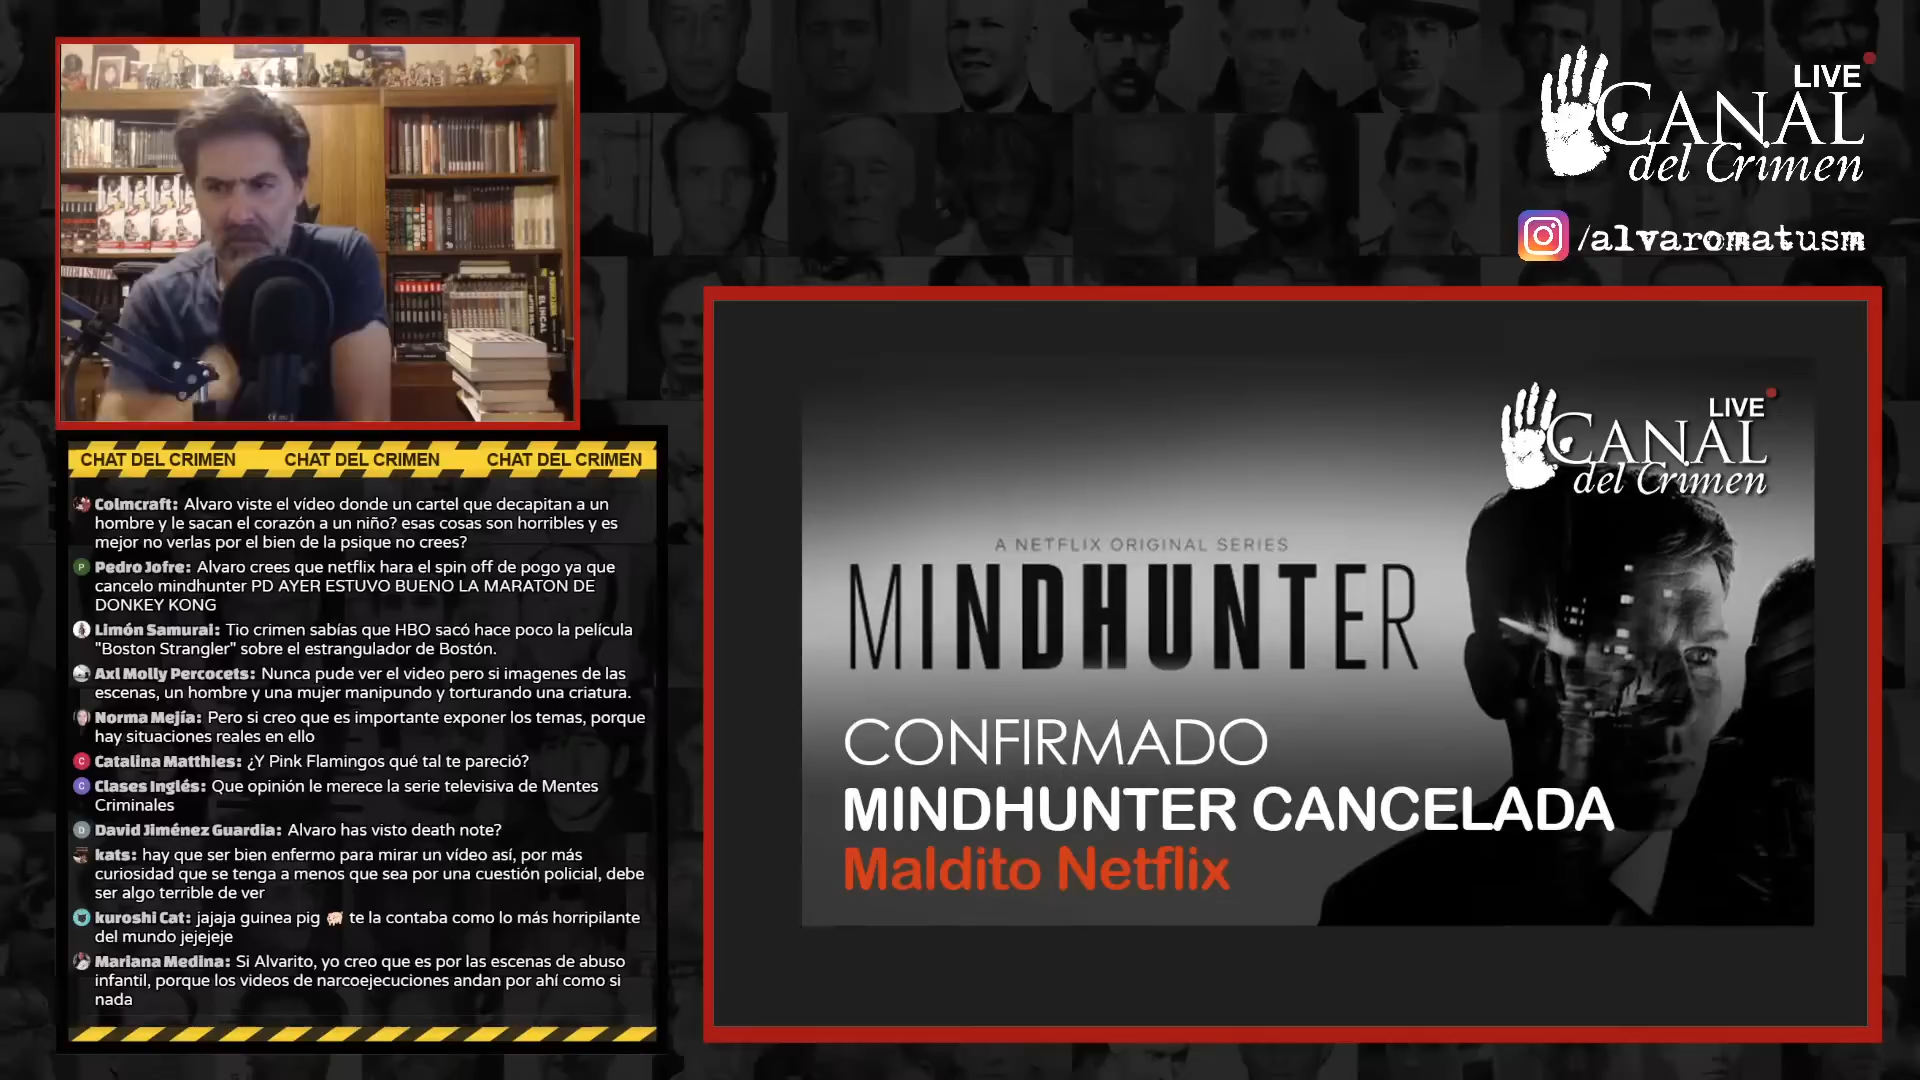 LIVE
CANAL
del Crimen
/alvaromatusm
CHAT DEL CRIMEN CHAT DEL CRIMEN CHAT DEL CRIMEN
Colmcraft: Alvaro viste el vídeo donde un cartel que decapitan a un
hombre y le sacan el corazón a un niño? esas cosas son horribles y es
mejor no verlas por el bien de la psique no crees?
Pedro Jofre: Alvaro crees que netflix hara el spin off de pogo ya que
cancelo mindhunter PD AYER ESTUVO BUENO LA MARATON DE
DONKEY KONG
Limón Samurai: Tio crimen sabías que HBO sacó hace poco la película
"Boston Strangler" sobre el estrangulador de Bostón.
Axl Molly Percocets: Nunca pude ver el video pero si imagenes de las
escenas, un hombre y una mujer manipundo y torturando una criatura.
Norma Mejía: Pero si creo que es importante exponer los temas, porque
hay situaciones reales en ello
Catalina Matthies: ¿Y Pink Flamingos qué tal te pareció?
Clases Inglés: Que opinión le merece la serie televisiva de Mentes
Criminales
David Jiménez Guardia: Alvaro has visto death note?
kats: hay que ser bien enfermo para mirar un vídeo así, por más
curiosidad que se tenga a menos que sea por una cuestión policial, debe
ser algo terrible de ver
kuroshi Cat: jajaja guinea pig 🐖 te la contaba como lo más horripilante
del mundo jejejeje
Mariana Medina: Si Alvarito, yo creo que es por las escenas de abuso
infantil, porque los videos de narcoejecuciones andan por ahí como si
nada
LIVE
CANAL
del Crimen
A NETFLIX ORIGINAL SERIES
MINDHUNTER
CONFIRMADO
MINDHUNTER CANCELADA
Maldito Netflix
EL INCAL